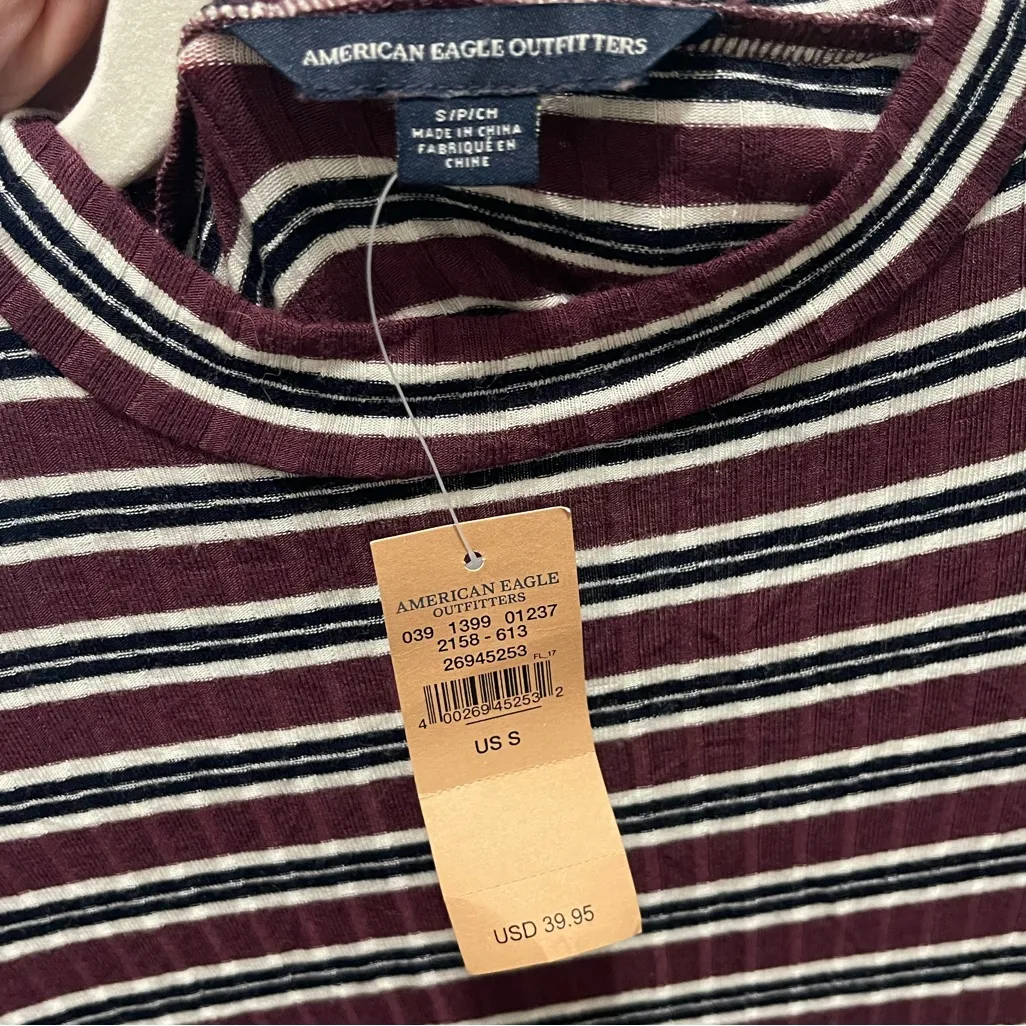 AMERICAN EAGLE OUTFITTERS
S/P/CH
MADE IN CHINA
FABRIQUÉ EN
CHINE
AMERICAN EAGLE
OUTFITTERS
039 1399 01237
2158 - 613
26945253 FL_17
4 00269 45253 2
US S
USD 39.95